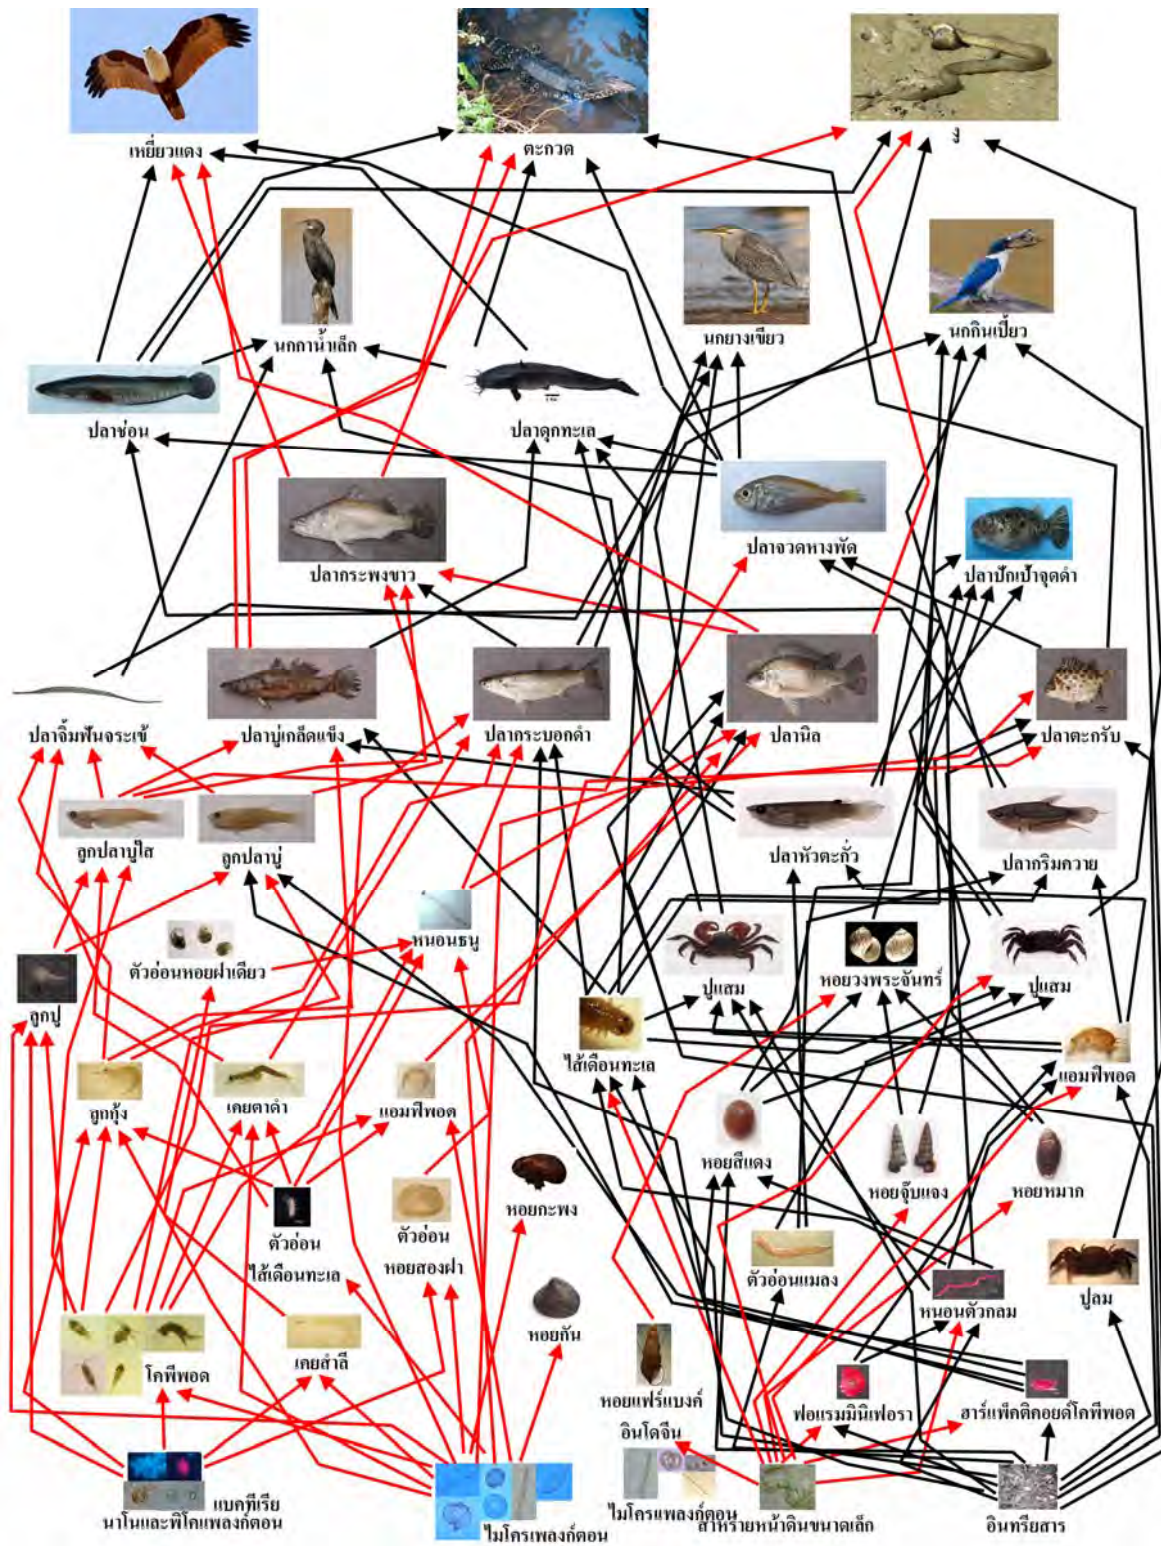 เหยี่ยวแดง
ตะกวด
งู
นกกาน้ำเล็ก
นกยางเขียว
นกกินเปี้ยว
ปลาช่อน
ปลาดุกทะเล
ปลากระพงขาว
ปลาจวดหางพัด
ปลาปักเป้าจุดดำ
ปลาจิ้มฟันจระเข้
ปลาบู่เกล็ดแข็ง
ปลากระบอกดำ
ปลานิล
ปลาตะกรับ
ลูกปลาบู่ใส
ลูกปลาบู่
ปลาหัวตะกั่ว
ปลากริมควาย
ตัวอ่อนหอยฝาเดียว
หนอนธนู
ปูแสม
หอยวงพระจันทร์
ปูแสม
ลูกปู
ไส้เดือนทะเล
แอมฟิพอด
ลูกกุ้ง
เคยตาดำ
แอมฟิพอด
หอยสีแดง
หอยจุ๊บแจง
หอยหมาก
หอยกะพง
ตัวอ่อน
ไส้เดือนทะเล
ตัวอ่อน
หอยสองฝา
ตัวอ่อนแมลง
หนอนตัวกลม
ปูลม
หอยกัน
โคพีพอด
เคยสำลี
หอยแฟร์แบงค์
อินโดจีน
ฟอแรมมินิเฟอรา
ฮาร์แพ็กติคอยด์โคพีพอด
แบคทีเรีย
นาโนและพิโคแพลงก์ตอน
ไมโครเพลงก์ตอน
ไมโครแพลงก์ตอน
สาหร่ายหน้าดินขนาดเล็ก
อินทรียสาร